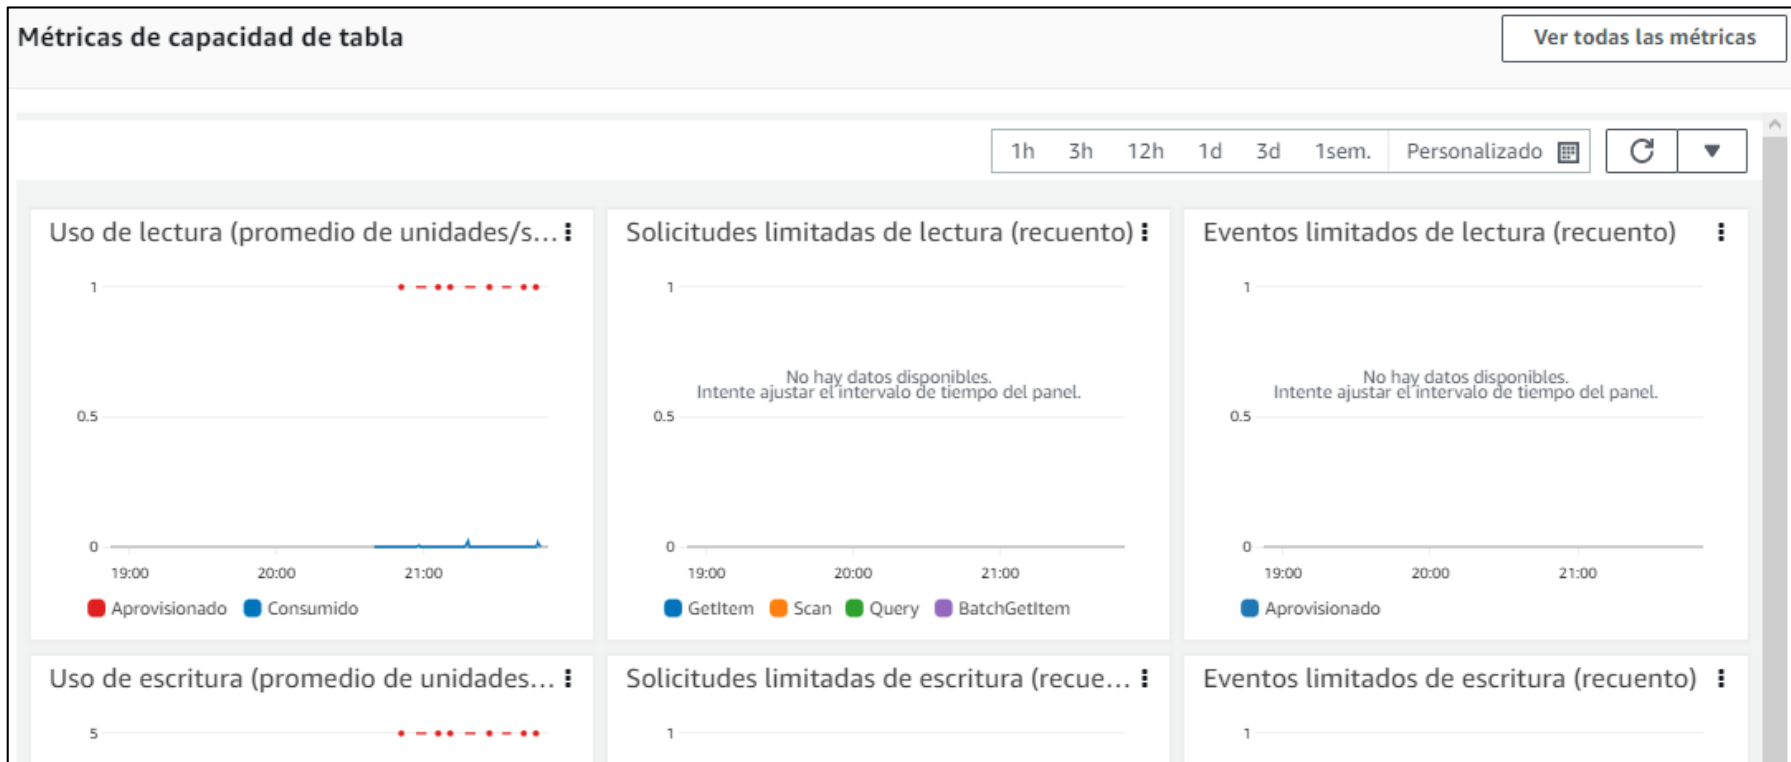 Métricas de capacidad de tabla
Ver todas las métricas
1h 3h 12h 1d 3d 1sem. Personalizado
Uso de lectura (promedio de unidades/s...
1
0.5
0
19:00 20:00 21:00
Aprovisionado Consumido
Solicitudes limitadas de lectura (recuento)
1
No hay datos disponibles.
Intente ajustar el intervalo de tiempo del panel.
0.5
0
19:00 20:00 21:00
GetItem Scan Query BatchGetItem
Eventos limitados de lectura (recuento)
1
No hay datos disponibles.
Intente ajustar el intervalo de tiempo del panel.
0.5
0
19:00 20:00 21:00
Aprovisionado
Uso de escritura (promedio de unidades...
5
Solicitudes limitadas de escritura (recue...
1
Eventos limitados de escritura (recuento)
1